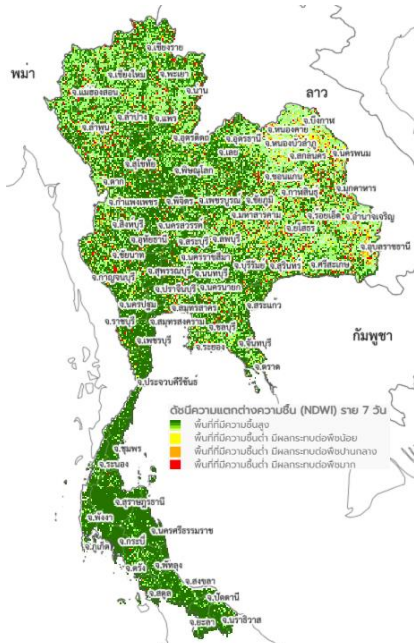 พม่า
ลาว
กัมพูชา
จ.เชียงราย
จ.เชียงใหม่
จ.พะเยา
จ.แม่ฮ่องสอน
จ.น่าน
จ.ลำปาง
จ.แพร่
จ.ลำพูน
จ.อุตรดิตถ์
จ.อุดรธานี
จ.เลย
จ.หนองคาย
จ.บึงกาฬ
จ.หนองบัวลำภู
จ.สกลนคร
จ.นครพนม
จ.สุโขทัย
จ.พิษณุโลก
จ.ขอนแก่น
จ.ตาก
จ.กาฬสินธุ์
จ.มุกดาหาร
จ.กำแพงเพชร
จ.พิจิตร
จ.เพชรบูรณ์
จ.ชัยภูมิ
จ.มหาสารคาม
จ.ร้อยเอ็ด
จ.อำนาจเจริญ
จ.สิงห์บุรี
จ.นครสวรรค์
จ.ยโสธร
จ.อุทัยธานี
จ.สระบุรี
จ.ลพบุรี
จ.อุบลราชธานี
จ.ชัยนาท
จ.นครราชสีมา
จ.บุรีรัมย์
จ.สุรินทร์
จ.ศรีสะเกษ
จ.กาญจนบุรี
จ.สุพรรณบุรี
จ.นนทบุรี
จ.ปราจีนบุรี
จ.นครนายก
จ.นครปฐม
จ.สมุทรสาคร
จ.สระแก้ว
จ.ราชบุรี
จ.สมุทรสงคราม
จ.ชลบุรี
จ.เพชรบุรี
จ.ระยอง
จ.จันทบุรี
จ.ตราด
จ.ประจวบคีรีขันธ์
ดัชนีความแตกต่างความชื้น (NDWI) ราย 7 วัน
พื้นที่ที่มีความชื้นสูง
พื้นที่ที่มีความชื้นต่ำ มีผลกระทบต่อพืชน้อย
พื้นที่ที่มีความชื้นต่ำ มีผลกระทบต่อพืชปานกลาง
พื้นที่ที่มีความชื้นต่ำ มีผลกระทบต่อพืชมาก
จ.ชุมพร
จ.ระนอง
จ.สุราษฎร์ธานี
จ.พังงา
จ.นครศรีธรรมราช
จ.ภูเก็ต
จ.กระบี่
จ.ตรัง
จ.พัทลุง
จ.สงขลา
จ.สตูล
จ.ปัตตานี
จ.ยะลา
จ.นราธิวาส